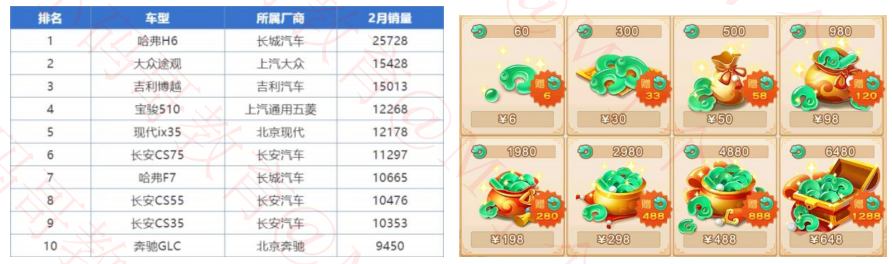 排名 车型 所属厂商 2月销量
1 哈弗H6 长城汽车 25728
2 大众途观 上汽大众 15428
3 吉利博越 吉利汽车 15013
4 宝骏510 上汽通用五菱 12268
5 现代ix35 北京现代 12178
6 长安CS75 长安汽车 11297
7 哈弗F7 长城汽车 10665
8 长安CS55 长安汽车 10476
9 长安CS35 长安汽车 10353
10 奔驰GLC 北京奔驰 9450
60 300 500 980
赠 6 赠 33 赠 58 赠 120
¥6 ¥30 ¥50 ¥98
1980 2980 4880 6480
赠 280 赠 488 赠 888 赠 1288
¥198 ¥298 ¥488 ¥648